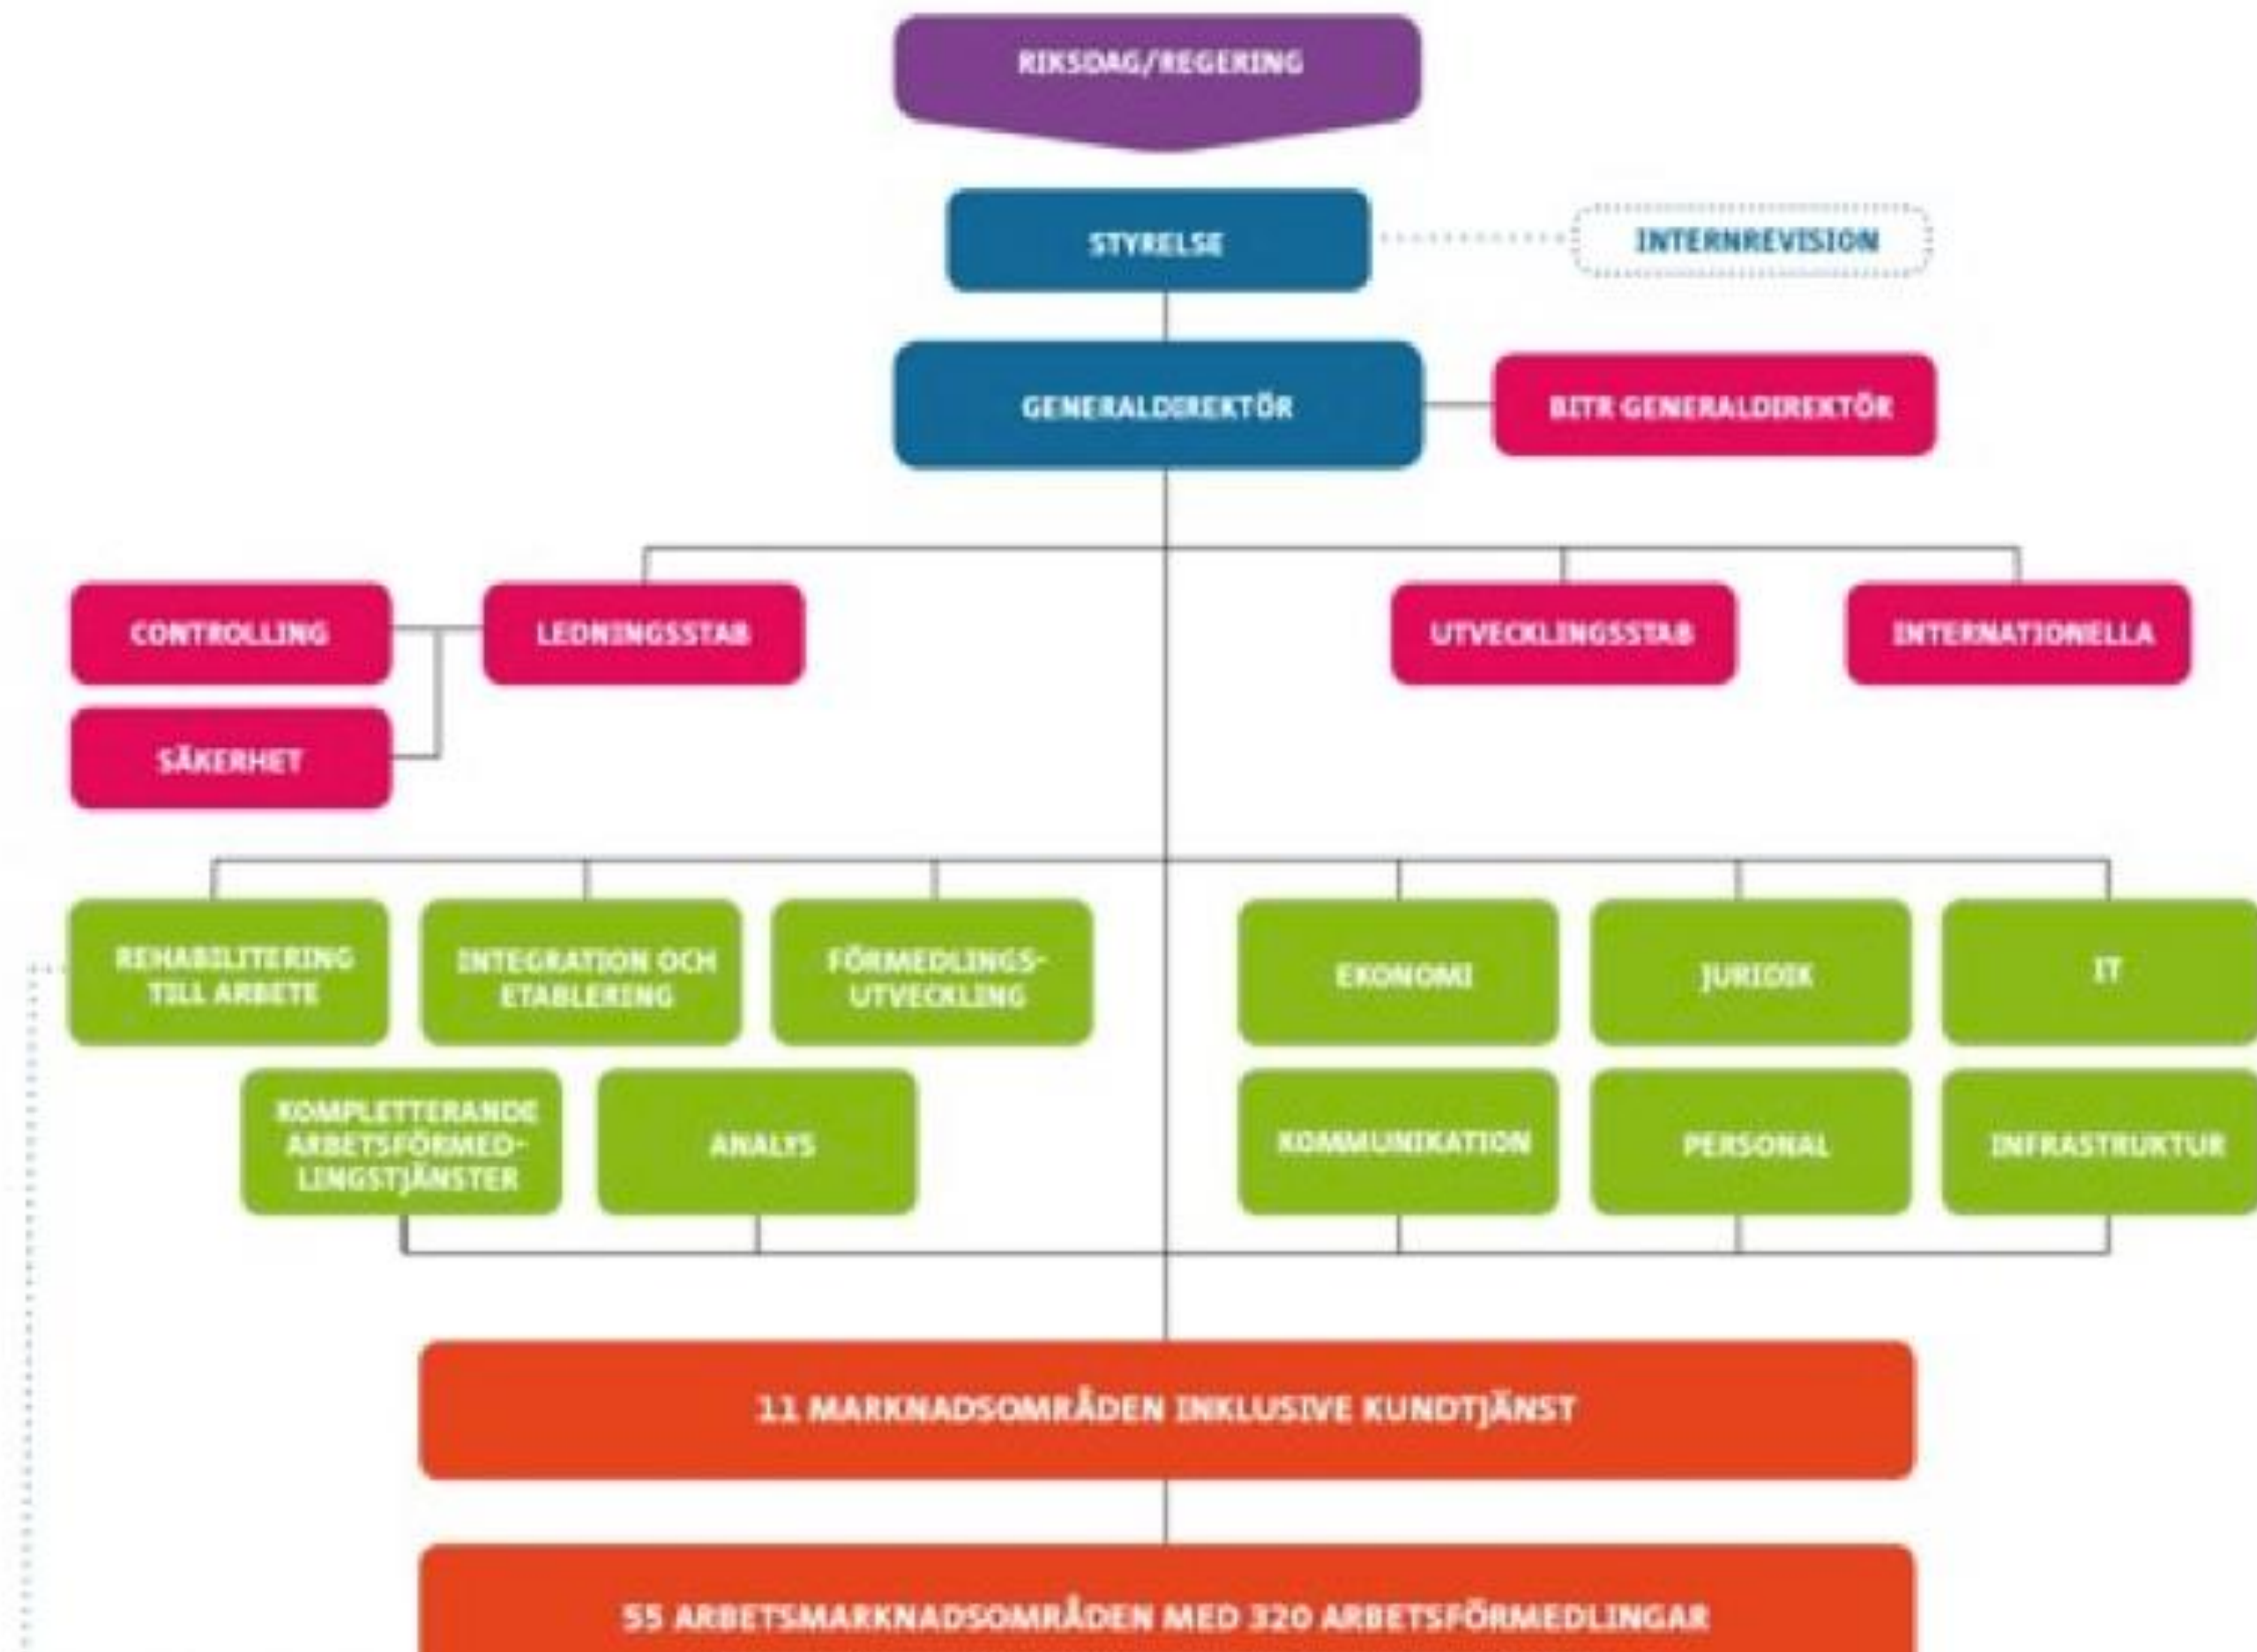 RIKSDAG/REGERING
STYRELSE
INTERNREVISION
GENERALDIREKTÖR
BITR GENERALDIREKTÖR
CONTROLLING
LEDNINGSSTAB
UTVECKLINGSSTAB
INTERNATIONELLA
SÄKERHET
REHABILITERING
TILL ARBETE
INTEGRATION OCH
ETABLERING
FÖRMEDLINGS-
UTVECKLING
EKONOMI
JURIDIK
IT
KOMPLETTERANDE
ARBETSFÖRMED-
LINGSTJÄNSTER
ANALYS
KOMMUNIKATION
PERSONAL
INFRASTRUKTUR
11 MARKNADSOMRÅDEN INKLUSIVE KUNDTJÄNST
55 ARBETSMARKNADSOMRÅDEN MED 320 ARBETSFÖRMEDLINGAR